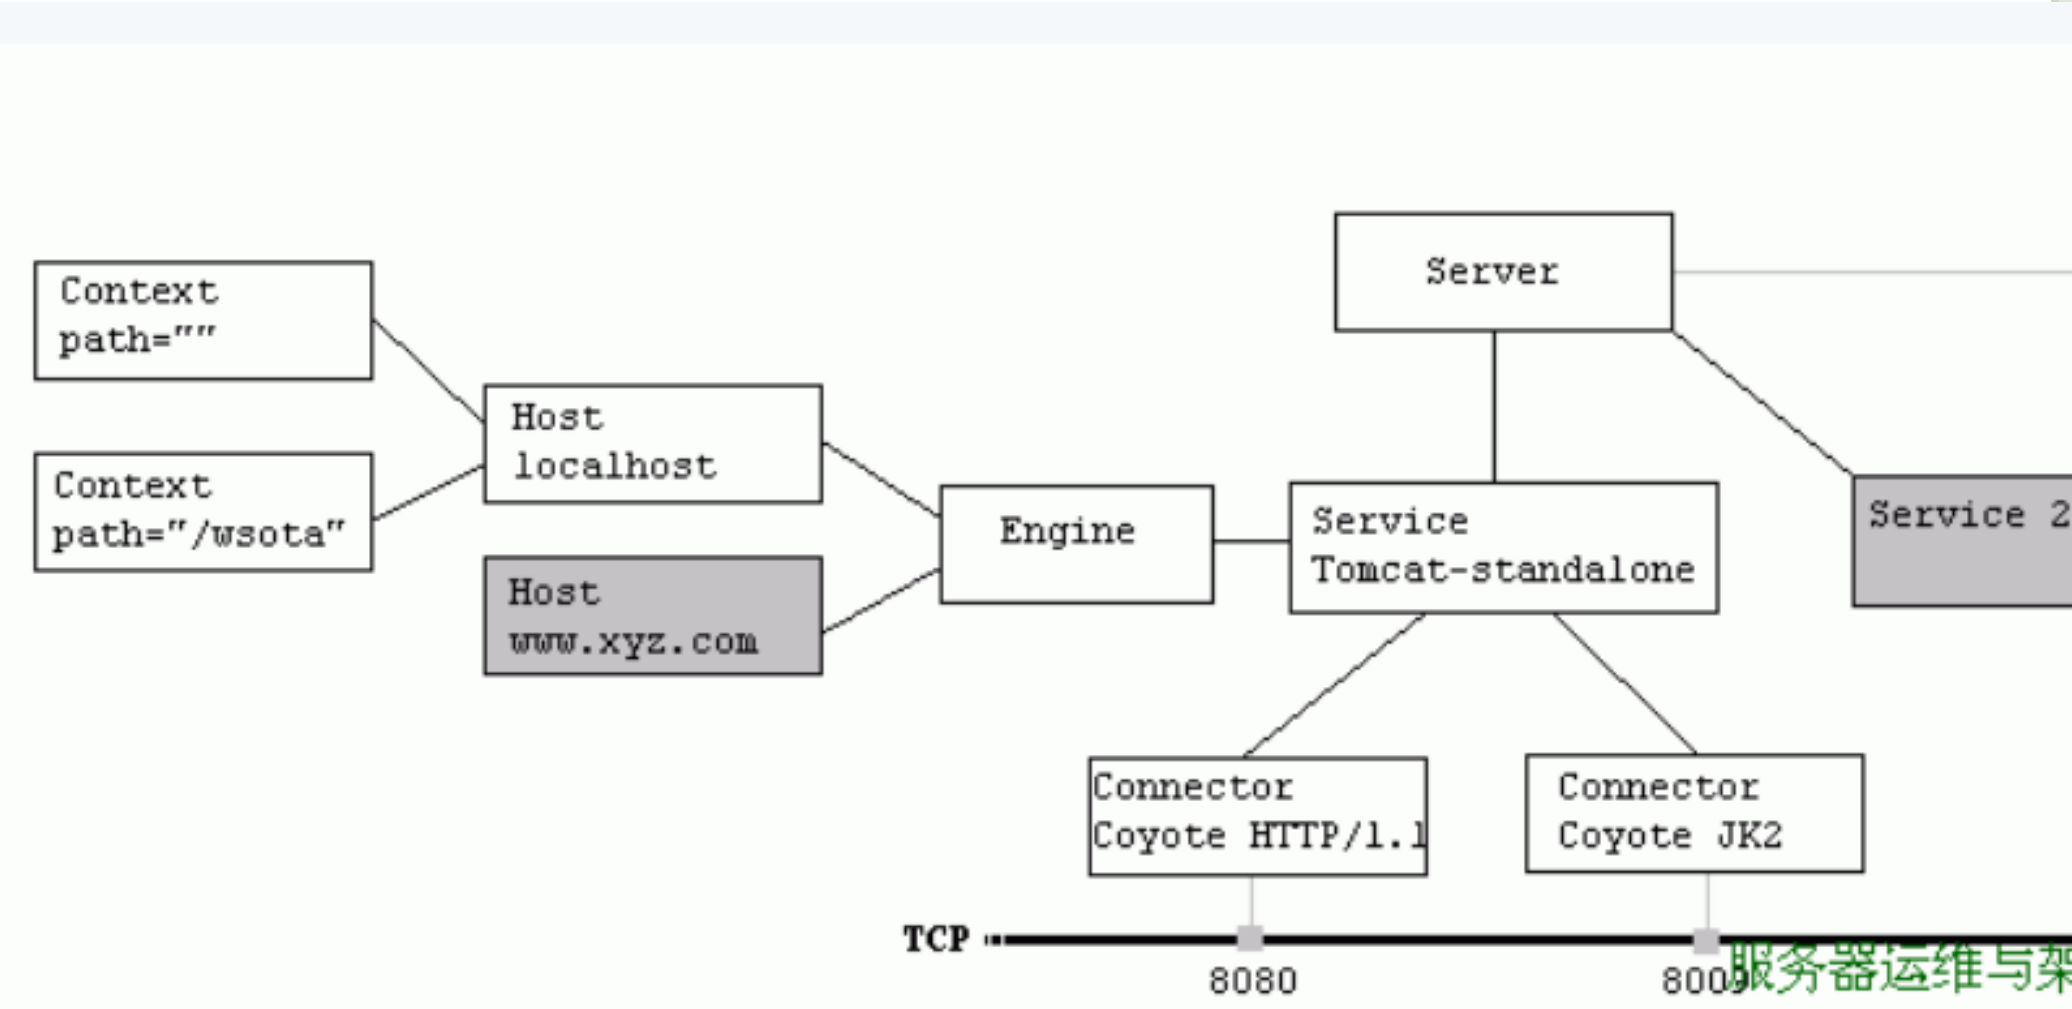 Server
Context
path=""
Host
localhost
Context
path="/wsota"
Engine
Service
Tomcat-standalone
Service 2
Host
www.xyz.com
Connector
Coyote HTTP/1.1
Connector
Coyote JK2
TCP
8080
8009
服务器运维与架